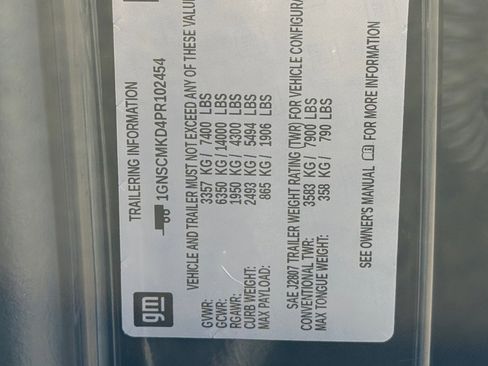 TRAILERING INFORMATION
1GNSCMKD4PR102454
VEHICLE AND TRAILER MUST NOT EXCEED ANY OF THESE VALU
GVWR: 3357 KG / 7400 LBS
GCWR: 6350 KG / 14000 LBS
RGAWR: 1950 KG / 4300 LBS
CURB WEIGHT: 2493 KG / 5494 LBS
MAX PAYLOAD: 865 KG / 1906 LBS
SAE J2807 TRAILER WEIGHT RATING (TWR) FOR VEHICLE CONFIGURA
CONVENTIONAL TWR: 3583 KG / 7900 LBS
MAX TONGUE WEIGHT: 358 KG / 790 LBS
SEE OWNER'S MANUAL FOR MORE INFORMATION
gm